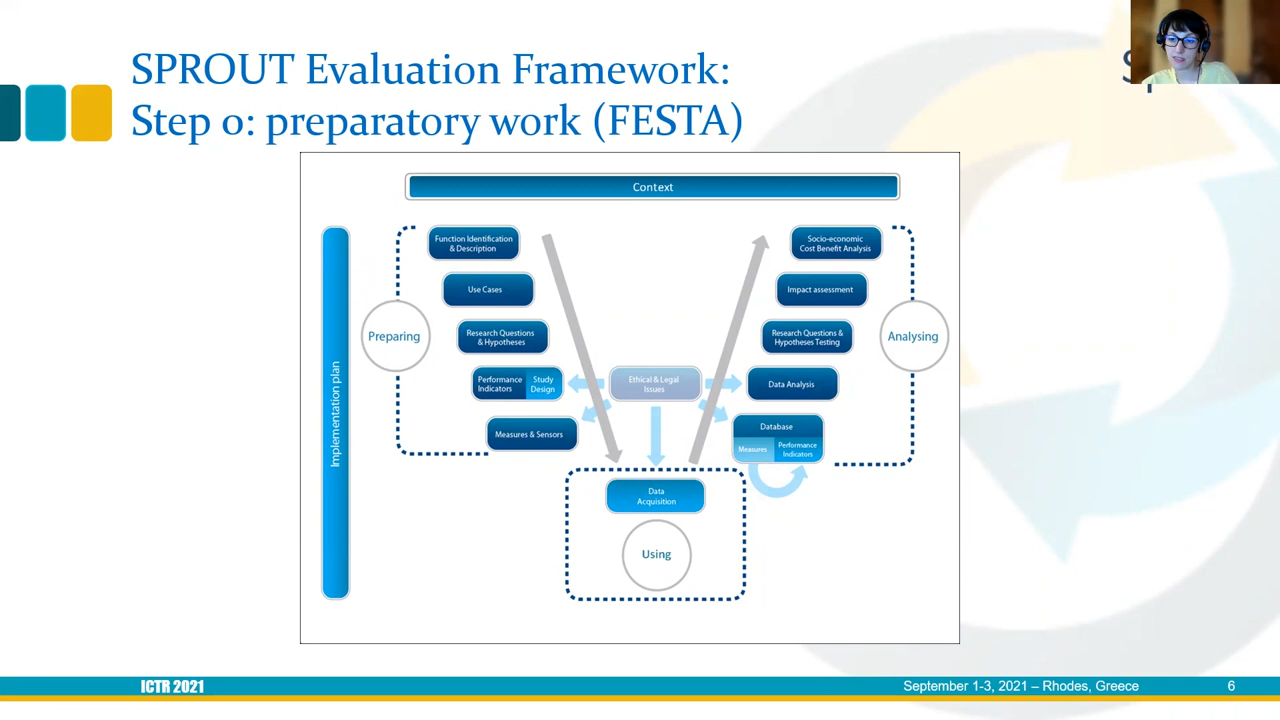 SPROUT Evaluation Framework:
Step 0: preparatory work (FESTA)
Context
Implementation plan
Preparing
Function Identification
& Description
Use Cases
Research Questions
& Hypotheses
Performance
Indicators
Study
Design
Measures & Sensors
Ethical & Legal
Issues
Data
Acquisition
Using
Socio-economic
Cost Benefit Analysis
Impact assessment
Research Questions &
Hypotheses Testing
Data Analysis
Database
Measures
Performance
Indicators
Analysing
ICTR 2021
September 1-3, 2021 – Rhodes, Greece
6